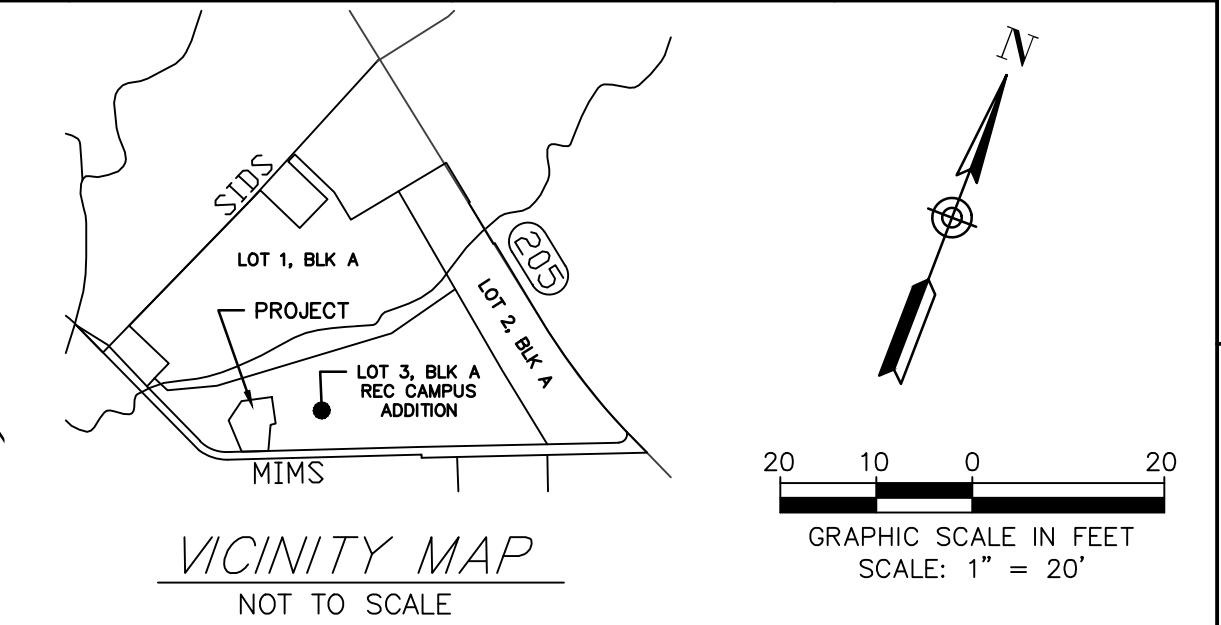 N
SIDS
205
LOT 1, BLK A
PROJECT
LOT 2, BLK A
LOT 3, BLK A
REC CAMPUS
ADDITION
MIMS
VICINITY MAP
NOT TO SCALE
20 10 0 20
GRAPHIC SCALE IN FEET
SCALE: 1" = 20'